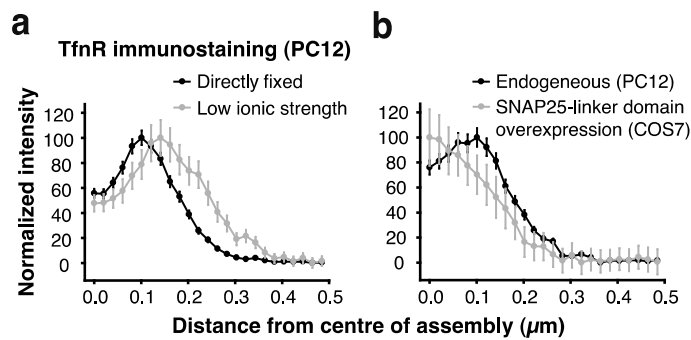 a
b
TfnR immunostaining (PC12)
Directly fixed
Low ionic strength
Endogeneous (PC12)
SNAP25-linker domain
overexpression (COS7)
Normalized intensity
120
100
80
60
40
20
0
0.0 0.1 0.2 0.3 0.4 0.5
120
100
80
60
40
20
0
0.0 0.1 0.2 0.3 0.4 0.5
Distance from centre of assembly (µm)